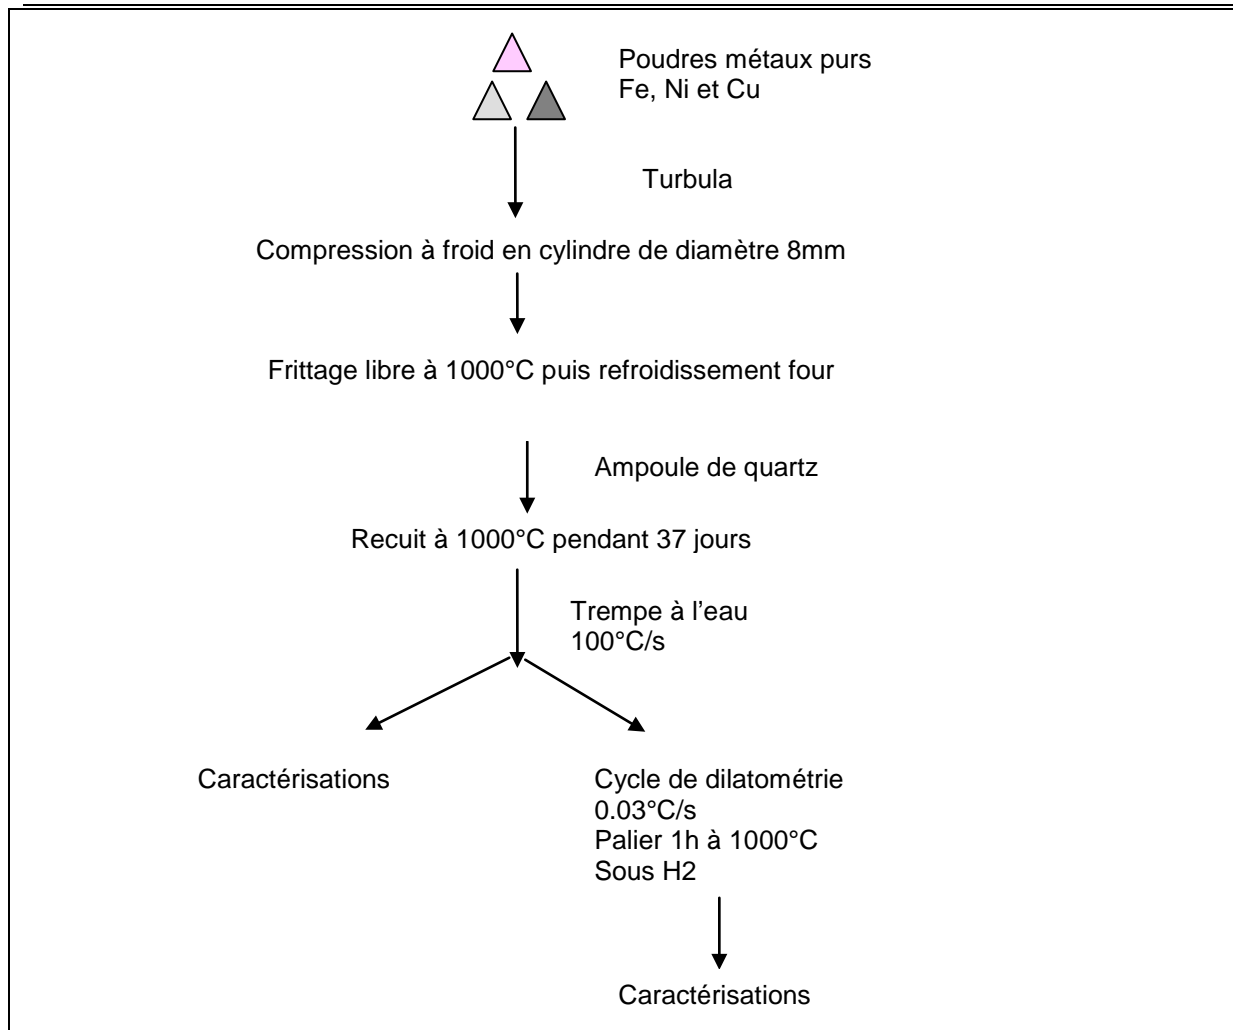 Poudres métaux purs
Fe, Ni et Cu
Turbula
Compression à froid en cylindre de diamètre 8mm
Frittage libre à 1000°C puis refroidissement four
Ampoule de quartz
Recuit à 1000°C pendant 37 jours
Trempe à l'eau
100°C/s
Caractérisations
Cycle de dilatométrie
0.03°C/s
Palier 1h à 1000°C
Sous H2
Caractérisations